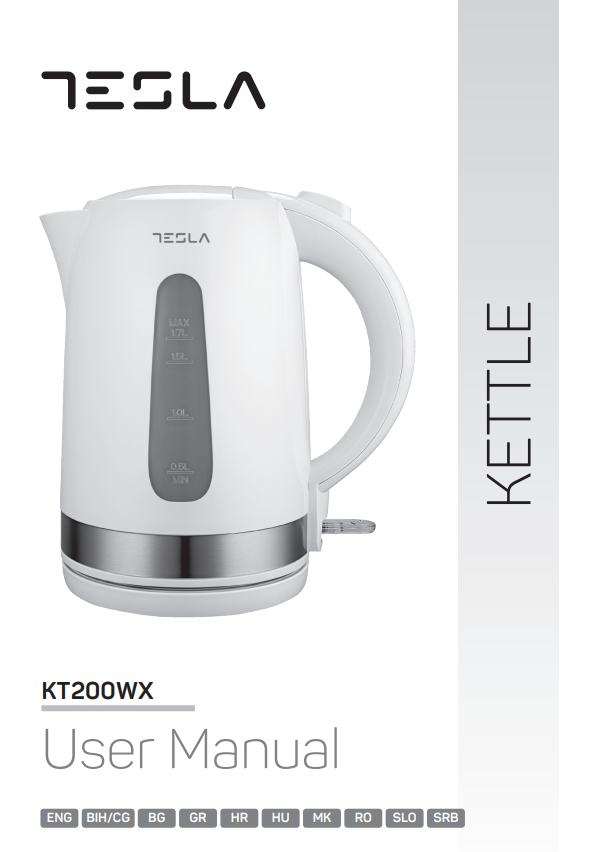 TESLA
TESLA
MAX
1.7L
1.5L
1.0L
0.5L
MIN
KETTLE
KT200WX
User Manual
ENG BIH/CG BG GR HR HU MK RO SLO SRB